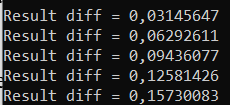 Result diff = 0,03145647
Result diff = 0,06292611
Result diff = 0,09436077
Result diff = 0,12581426
Result diff = 0,15730083